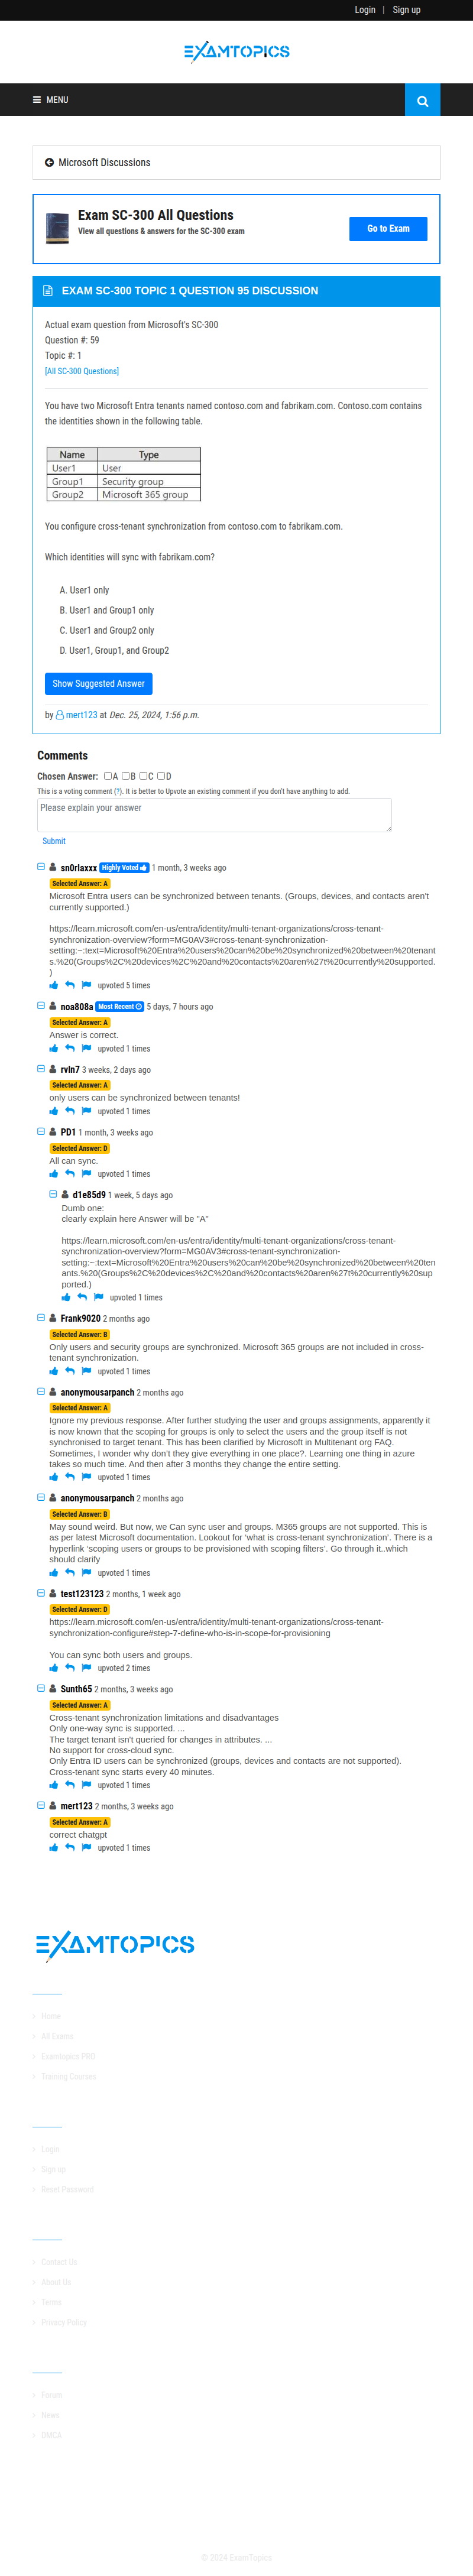 Login | Sign up
EXAMTOPICS
MENU
Microsoft Discussions
Exam SC-300 All Questions
View all questions & answers for the SC-300 exam
Go to Exam
EXAM SC-300 TOPIC 1 QUESTION 95 DISCUSSION
Actual exam question from Microsoft's SC-300
Question #: 59
Topic #: 1
[All SC-300 Questions]
You have two Microsoft Entra tenants named contoso.com and fabrikam.com. Contoso.com contains
the identities shown in the following table.
Name Type
User1 User
Group1 Security group
Group2 Microsoft 365 group
You configure cross-tenant synchronization from contoso.com to fabrikam.com.
Which identities will sync with fabrikam.com?
A. User1 only
B. User1 and Group1 only
C. User1 and Group2 only
D. User1, Group1, and Group2
Show Suggested Answer
by mert123 at Dec. 25, 2024, 1:56 p.m.
Comments
Chosen Answer: A B C D
This is a voting comment (?). It is better to Upvote an existing comment if you don't have anything to add.
Please explain your answer
Submit
sn0rlaxxx Highly Voted 1 month, 3 weeks ago
Selected Answer: A
Microsoft Entra users can be synchronized between tenants. (Groups, devices, and contacts aren't
currently supported.)
https://learn.microsoft.com/en-us/entra/identity/multi-tenant-organizations/cross-tenant-
synchronization-overview?form=MG0AV3#cross-tenant-synchronization-
setting:~:text=Microsoft%20Entra%20users%20can%20be%20synchronized%20between%20tenant
s.%20(Groups%2C%20devices%2C%20and%20contacts%20aren%27t%20currently%20supported.
)
upvoted 5 times
noa808a Most Recent 5 days, 7 hours ago
Selected Answer: A
Answer is correct.
upvoted 1 times
rvln7 3 weeks, 2 days ago
Selected Answer: A
only users can be synchronized between tenants!
upvoted 1 times
PD1 1 month, 3 weeks ago
Selected Answer: D
All can sync.
upvoted 1 times
d1e85d9 1 week, 5 days ago
Dumb one:
clearly explain here Answer will be "A"
https://learn.microsoft.com/en-us/entra/identity/multi-tenant-organizations/cross-tenant-
synchronization-overview?form=MG0AV3#cross-tenant-synchronization-
setting:~:text=Microsoft%20Entra%20users%20can%20be%20synchronized%20between%20ten
ants.%20(Groups%2C%20devices%2C%20and%20contacts%20aren%27t%20currently%20sup
ported.)
upvoted 1 times
Frank9020 2 months ago
Selected Answer: B
Only users and security groups are synchronized. Microsoft 365 groups are not included in cross-
tenant synchronization.
upvoted 1 times
anonymousarpanch 2 months ago
Selected Answer: A
Ignore my previous response. After further studying the user and groups assignments, apparently it
is now known that the scoping for groups is only to select the users and the group itself is not
synchronised to target tenant. This has been clarified by Microsoft in Multitenant org FAQ.
Sometimes, I wonder why don't they give everything in one place?. Learning one thing in azure
takes so much time. And then after 3 months they change the entire setting.
upvoted 1 times
anonymousarpanch 2 months ago
Selected Answer: B
May sound weird. But now, we Can sync user and groups. M365 groups are not supported. This is
as per latest Microsoft documentation. Lookout for 'what is cross-tenant synchronization'. There is a
hyperlink 'scoping users or groups to be provisioned with scoping filters'. Go through it..which
should clarify
upvoted 1 times
test123123 2 months, 1 week ago
Selected Answer: D
https://learn.microsoft.com/en-us/entra/identity/multi-tenant-organizations/cross-tenant-
synchronization-configure#step-7-define-who-is-in-scope-for-provisioning
You can sync both users and groups.
upvoted 2 times
Sunth65 2 months, 3 weeks ago
Selected Answer: A
Cross-tenant synchronization limitations and disadvantages
Only one-way sync is supported. ...
The target tenant isn't queried for changes in attributes. ...
No support for cross-cloud sync.
Only Entra ID users can be synchronized (groups, devices and contacts are not supported).
Cross-tenant sync starts every 40 minutes.
upvoted 1 times
mert123 2 months, 3 weeks ago
Selected Answer: A
correct chatgpt
upvoted 1 times
EXAMTOPICS
Home
All Exams
Examtopics PRO
Training Courses
Login
Sign up
Reset Password
Contact Us
About Us
Terms
Privacy Policy
Forum
News
DMCA
© 2024 ExamTopics